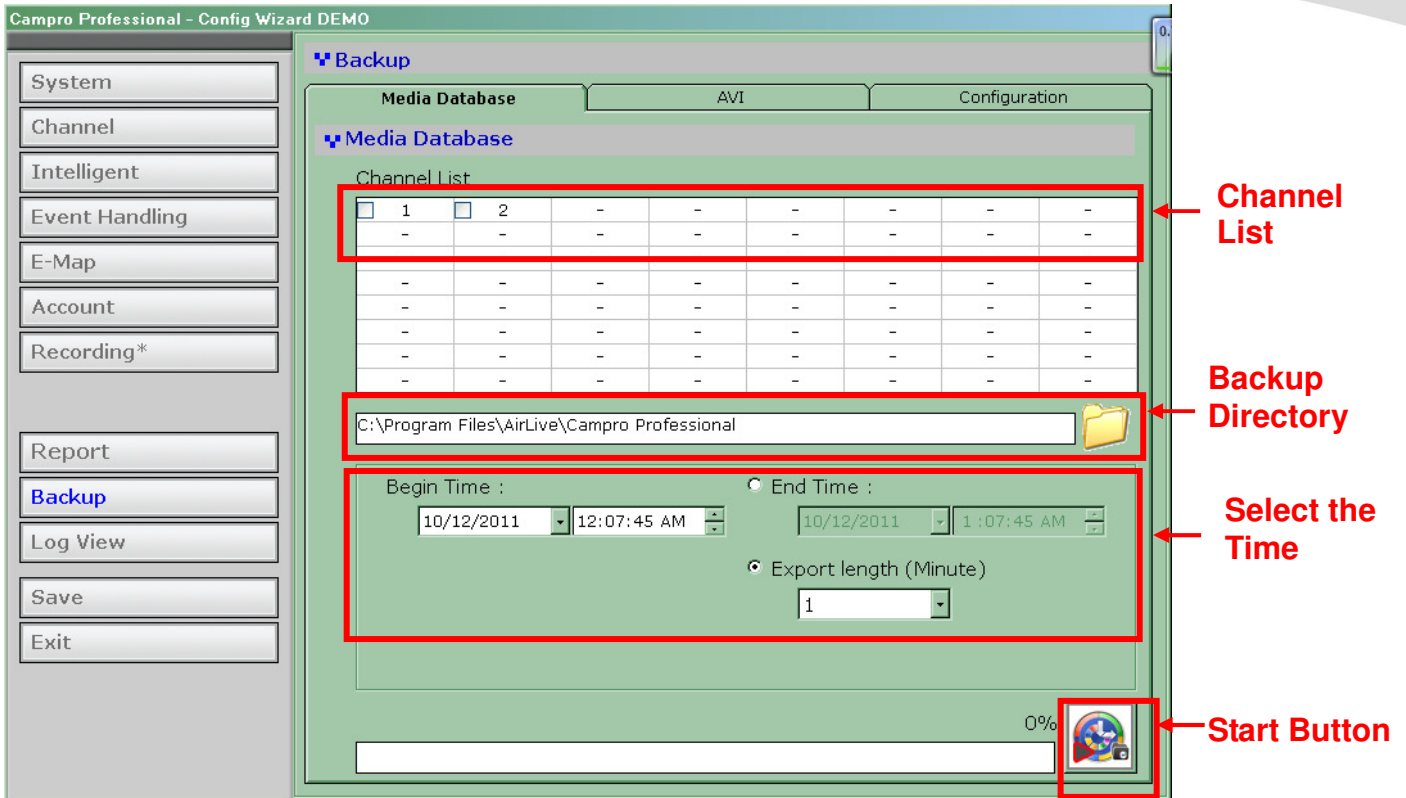 Campro Professional - Config Wizard DEMO
0.
System
Channel
Intelligent
Event Handling
E-Map
Account
Recording*
Report
Backup
Log View
Save
Exit
Backup
Media Database AVI Configuration
Media Database
Channel List
1 2 - - - - - -
- - - - - - - -
- - - - - - - -
- - - - - - - -
- - - - - - - -
- - - - - - - -
- - - - - - - -
C:\Program Files\AirLive\Campro Professional
Begin Time :
10/12/2011 12:07:45 AM
End Time :
10/12/2011 1 :07:45 AM
Export length (Minute)
1
0%
Channel
List
Backup
Directory
Select the
Time
Start Button